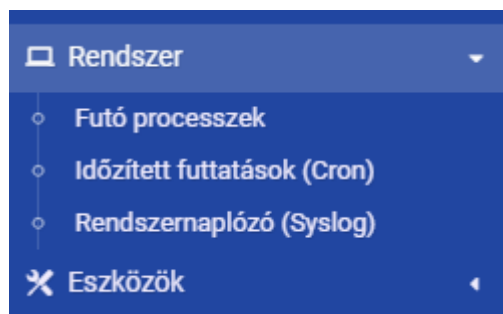 Rendszer
Futó processzek
Időzített futtatások (Cron)
Rendszernaplózó (Syslog)
Eszközök